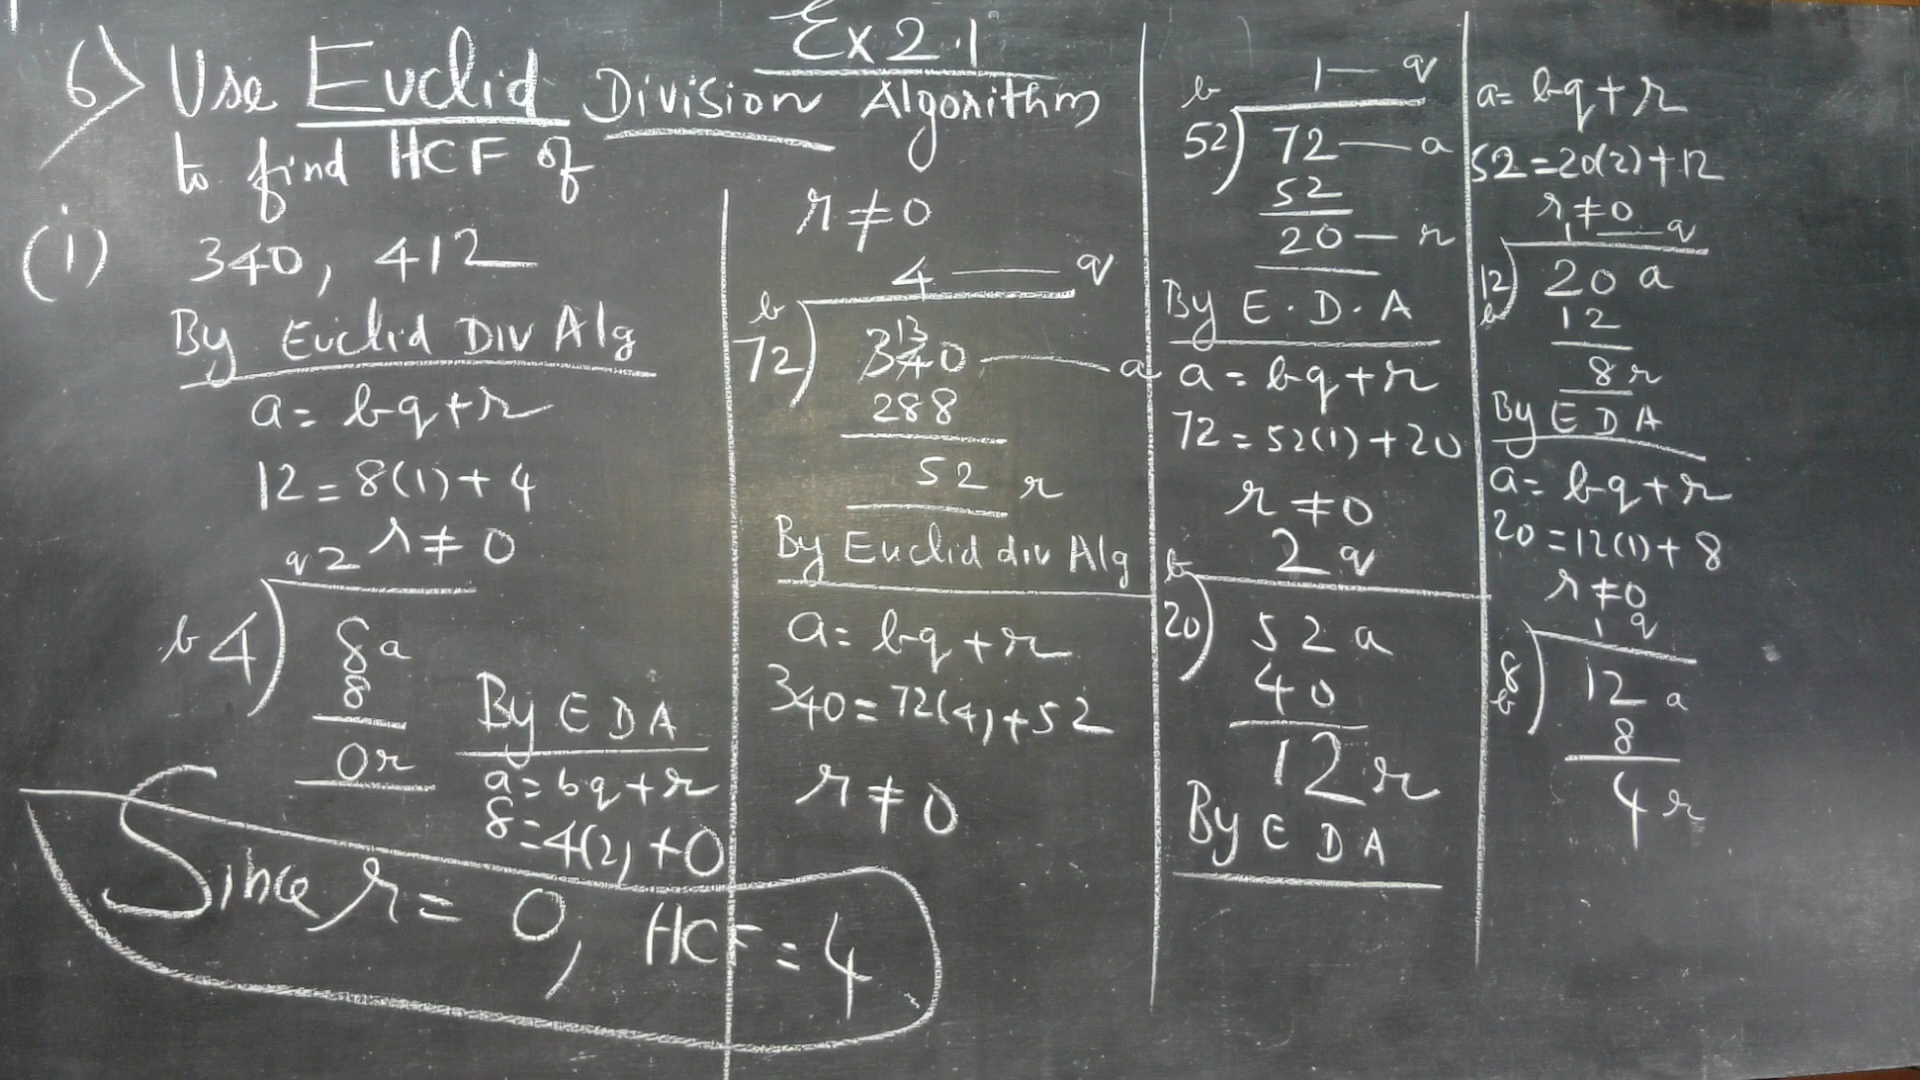 Ex 2.1
6) Use Euclid Division Algorithm
to find HCF of
(i) 340, 412
By Euclid Div Alg
a = bq + r
12 = 8(1) + 4
r ≠ 0
q 2
b 4) 8 a
8
0 r
By E D A
a = bq + r
8 = 4(2) + 0
Since r = 0, HCF = 4
r ≠ 0
4 — q
b
72) 340 — a
13
288
52 r
By Euclid div Alg
a = bq + r
340 = 72(4) + 52
r ≠ 0
1 — q
b
52) 72 — a
52
20 — r
By E. D. A
a = bq + r
72 = 52(1) + 20
r ≠ 0
2 q
b
20) 52 a
40
12 r
By E D A
a = bq + r
52 = 20(2) + 12
r ≠ 0
1 — q
12) 20 a
b
12
8 r
By E D A
a = bq + r
20 = 12(1) + 8
r ≠ 0
1 q
8) 12 a
b
8
4 r